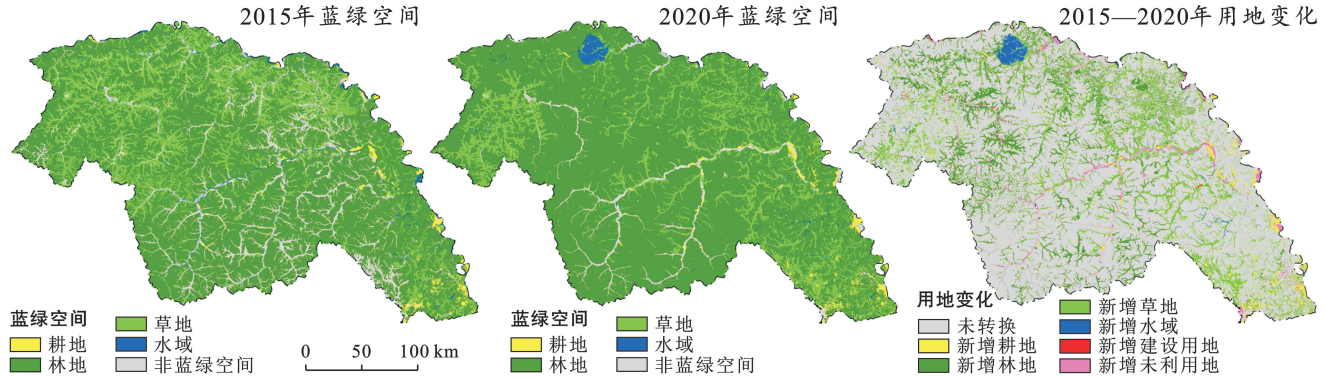 2015年蓝绿空间
2020年蓝绿空间
2015—2020年用地变化
蓝绿空间
耕地
林地
草地
水域
非蓝绿空间
0 50 100 km
蓝绿空间
耕地
林地
草地
水域
非蓝绿空间
用地变化
未转换
新增耕地
新增林地
新增草地
新增水域
新增建设用地
新增未利用地